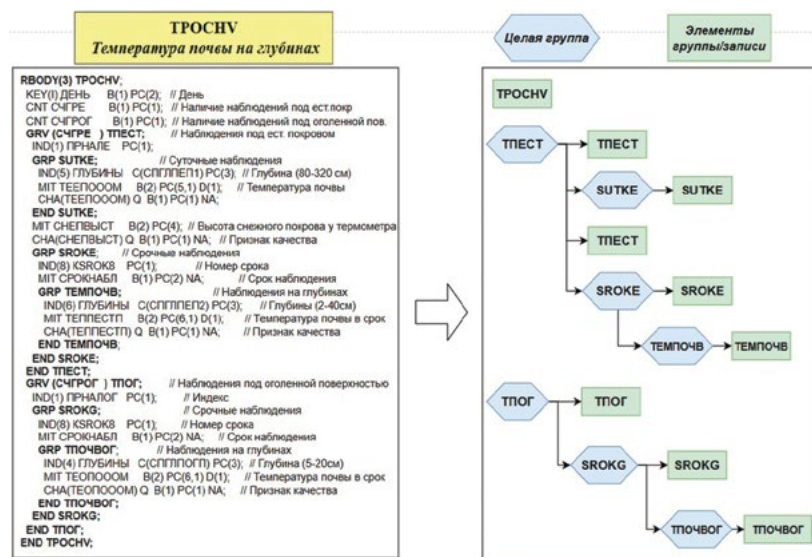 TPOCHV
Температура почвы на глубинах
Целая группа
Элементы
группы/записи
RBODY(3) TPOCHV;
KEY(I) ДЕНЬ B(1) PC(2); // День
CNT СЧГРЕ B(1) PC(1); // Наличие наблюдений под ест.покр
CNT СЧГРОГ B(1) PC(1); // Наличие наблюдений под оголенной пов.
GRV (СЧГРЕ ) ТПЕСТ; // Наблюдения под ест. покровом
IND(1) ПРНАЛЕ PC(1);
GRP SUTKE; // Суточные наблюдения
IND(5) ГЛУБИНЫ С(СПГЛПЕП1) PC(3); // Глубина (80-320 см)
MIT ТЕЕПОООМ B(2) PC(5,1) D(1); // Температура почвы
CHA(ТЕЕПОООМ) Q B(1) PC(1) NA;
END SUTKE;
MIT СНЕПВЫСТ B(2) PC(4); // Высота снежного покрова у термометра
CHA(СНЕПВЫСТ) Q B(1) PC(1) NA; // Признак качества
GRP SROKE; // Срочные наблюдения
IND(8) KSROK8 PC(1); // Номер срока
MIT СРОКНАБЛ B(1) PC(2) NA; // Срок наблюдения
GRP ТЕМПОЧВ; // Наблюдения на глубинах
IND(6) ГЛУБИНЫ С(СПГЛПЕП2) PC(3); // Глубины (2-40см)
MIT ТЕППЕСТП B(2) PC(6,1) D(1); // Температура почвы в срок
CHA(ТЕППЕСТП) Q B(1) PC(1) NA; // Признак качества
END ТЕМПОЧВ;
END SROKE;
END ТПЕСТ;
GRV (СЧГРОГ ) ТПОГ; // Наблюдения под оголенной поверхностью
IND(1) ПРНАЛОГ PC(1); // Индекс
GRP SROKG; // Срочные наблюдения
IND(8) KSROK8 PC(1); // Номер срока
MIT СРОКНАБЛ B(1) PC(2) NA; // Срок наблюдения
GRP ТПОЧВОГ; // Наблюдения на глубинах
IND(4) ГЛУБИНЫ С(СПГЛПОГП) PC(3); // Глубина (5-20см)
MIT ТЕОПОООМ B(2) PC(6,1) D(1); // Температура почвы в срок
CHA(ТЕОПОООМ) Q B(1) PC(1) NA; // Признак качества
END ТПОЧВОГ;
END SROKG;
END ТПОГ;
END TPOCHV;
TPOCHV
ТПЕСТ
ТПЕСТ
SUTKE
SUTKE
ТПЕСТ
SROKE
SROKE
ТЕМПОЧВ
ТЕМПОЧВ
ТПОГ
ТПОГ
SROKG
SROKG
ТПОЧВОГ
ТПОЧВОГ